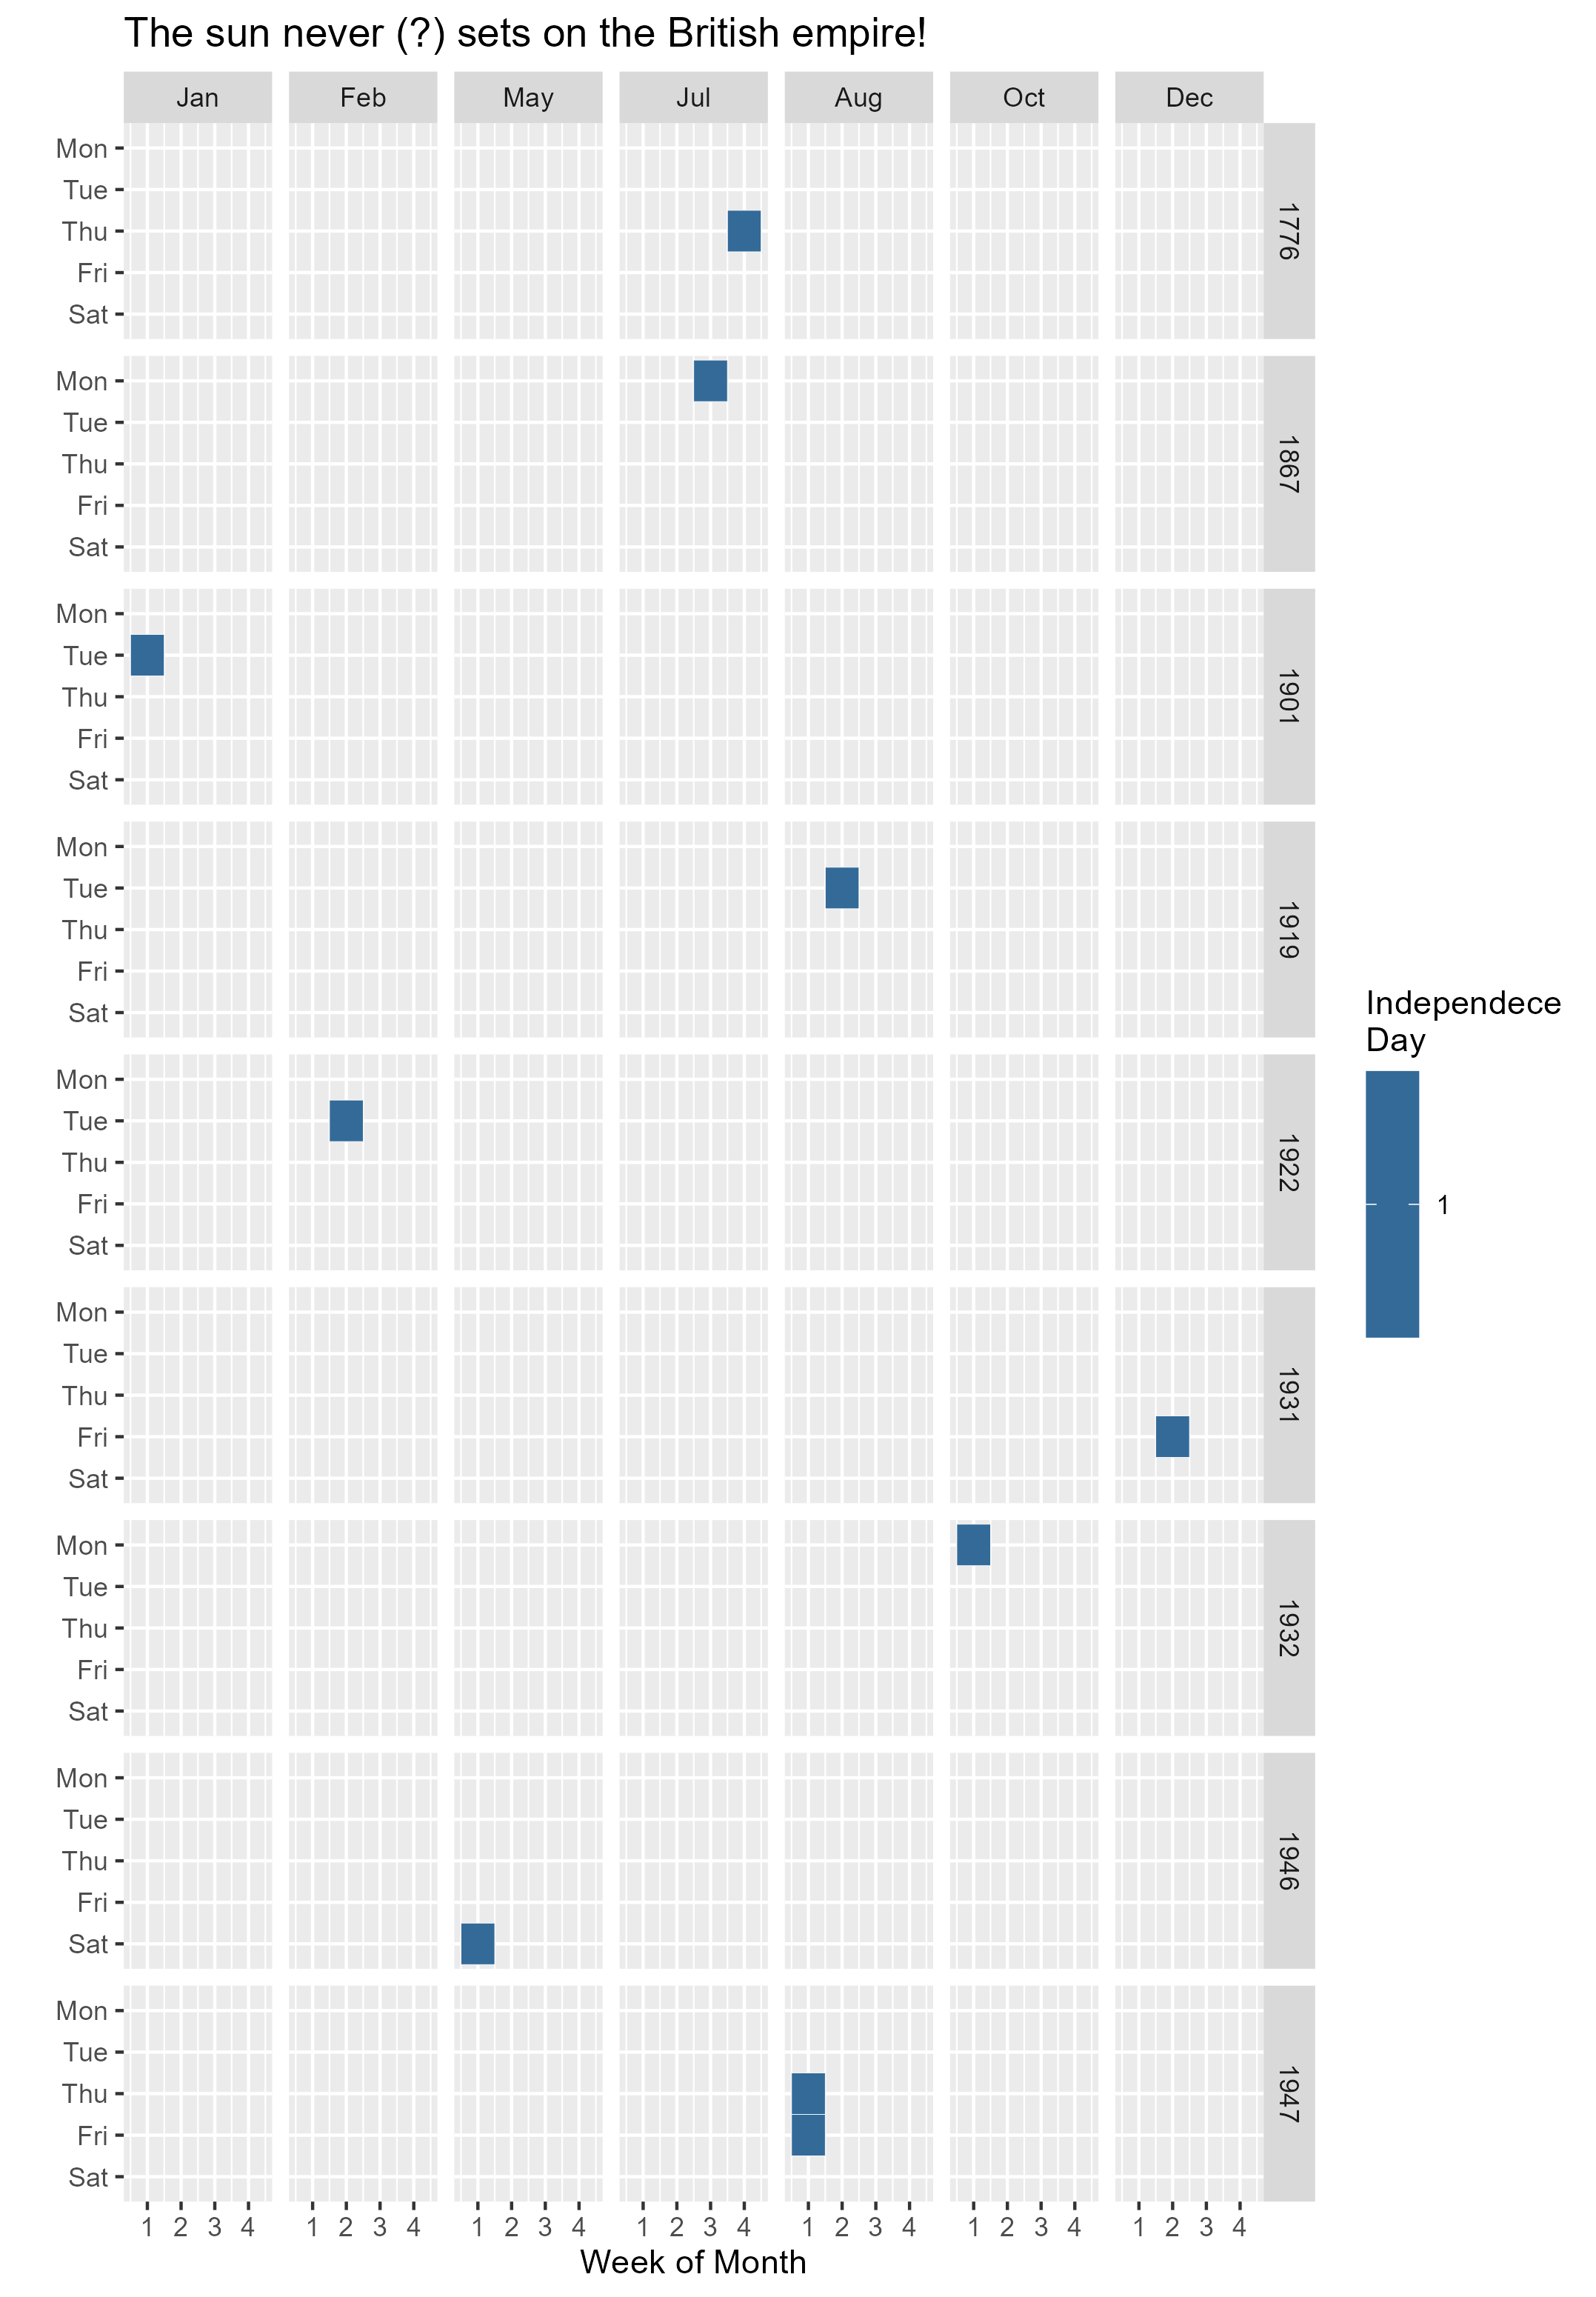 The sun never (?) sets on the British empire!
Jan Feb May Jul Aug Oct Dec
Mon
Tue
Thu
Fri
Sat
1776
Mon
Tue
Thu
Fri
Sat
1867
Mon
Tue
Thu
Fri
Sat
1901
Mon
Tue
Thu
Fri
Sat
1919
Mon
Tue
Thu
Fri
Sat
1922
Mon
Tue
Thu
Fri
Sat
1931
Mon
Tue
Thu
Fri
Sat
1932
Mon
Tue
Thu
Fri
Sat
1946
Mon
Tue
Thu
Fri
Sat
1947
1 2 3 4 1 2 3 4 1 2 3 4 1 2 3 4 1 2 3 4 1 2 3 4 1 2 3 4
Week of Month
Independece
Day
1